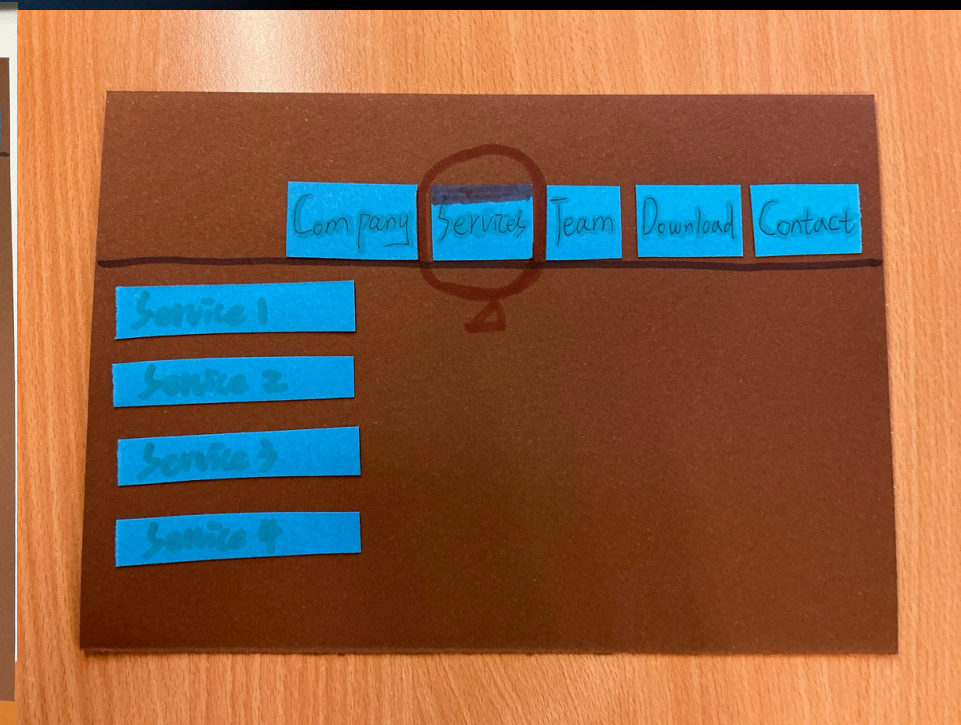 Company Services Team Download Contact
Service 1
Service 2
Service 3
Service 4